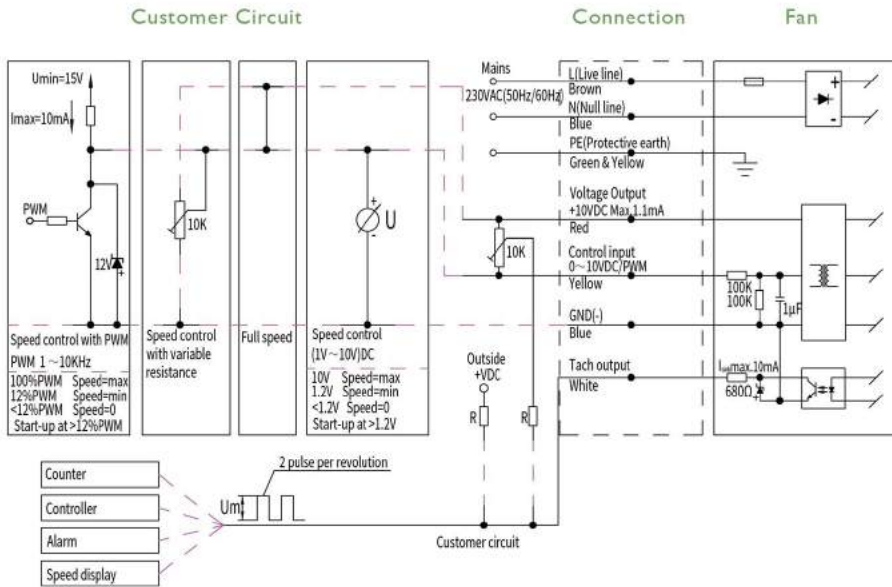 Customer Circuit
Connection
Fan
Umin=15V
Imax=10mA
PWM
12V
Speed control with PWM
PWM 1 ~10KHz
100%PWM Speed=max
12%PWM Speed=min
<12%PWM Speed=0
Start-up at >12%PWM
10K
Speed control
with variable
resistance
Full speed
+
U
-
Speed control
(1V~10V)DC
10V Speed=max
1.2V Speed=min
<1.2V Speed=0
Start-up at >1.2V
Mains
230VAC(50Hz/60Hz)
10K
Outside
+VDC
R
R
L(Live line)
Brown
N(Null line)
Blue
PE(Protective earth)
Green & Yellow
Voltage Output
+10VDC Max.1.1mA
Red
Control input
0~10VDC/PWM
Yellow
GND(-)
Blue
Tach output
White
+
-
100K
100K
1μF
max.10mA
680Ω
2 pulse per revolution
Um
Counter
Controller
Alarm
Speed display
Customer circuit